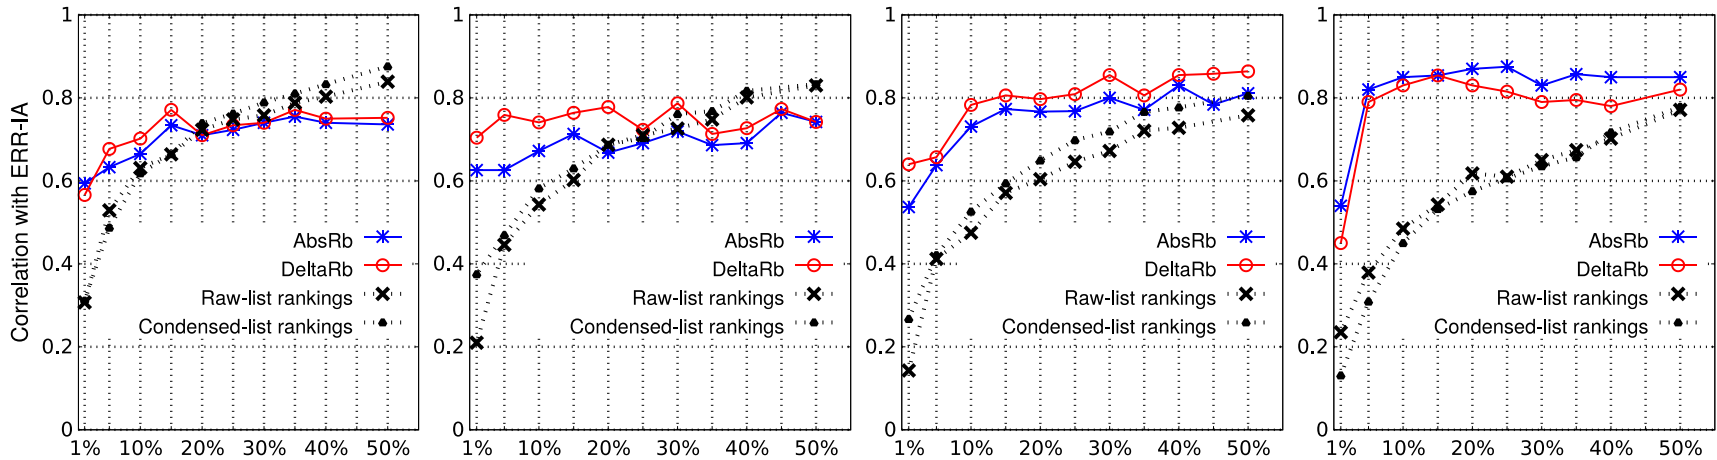 Correlation with ERR-IA
1
0.8
0.6
0.4
0.2
0
AbsRb
DeltaRb
Raw-list rankings
Condensed-list rankings
1% 10% 20% 30% 40% 50%
1
0.8
0.6
0.4
0.2
0
AbsRb
DeltaRb
Raw-list rankings
Condensed-list rankings
1% 10% 20% 30% 40% 50%
1
0.8
0.6
0.4
0.2
0
AbsRb
DeltaRb
Raw-list rankings
Condensed-list rankings
1% 10% 20% 30% 40% 50%
1
0.8
0.6
0.4
0.2
0
AbsRb
DeltaRb
Raw-list rankings
Condensed-list rankings
1% 10% 20% 30% 40% 50%